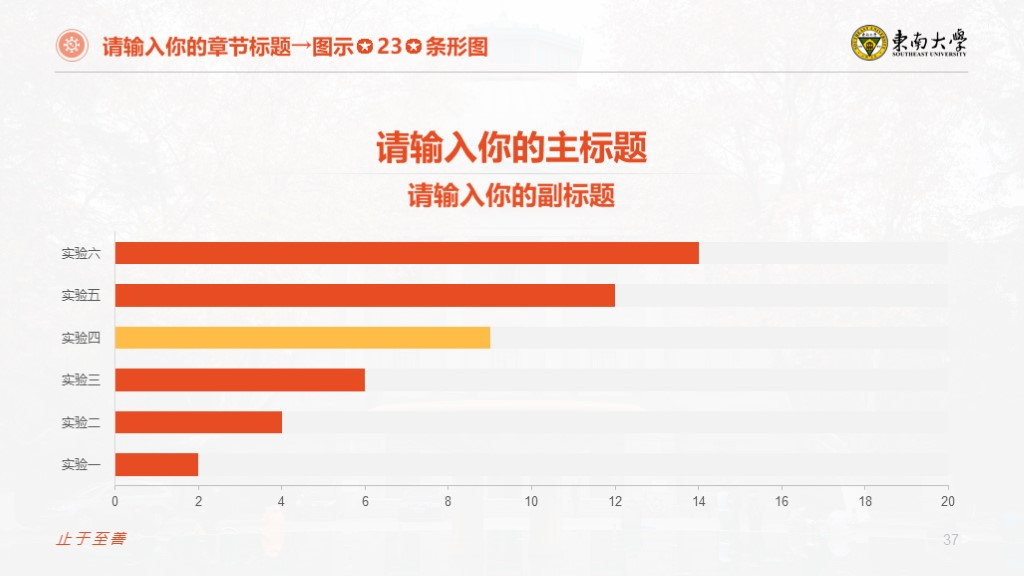 请输入你的章节标题→图示✪23✪条形图
東南大學
SOUTHEAST UNIVERSITY
请输入你的主标题
请输入你的副标题
实验六
实验五
实验四
实验三
实验二
实验一
0 2 4 6 8 10 12 14 16 18 20
止于至善
37